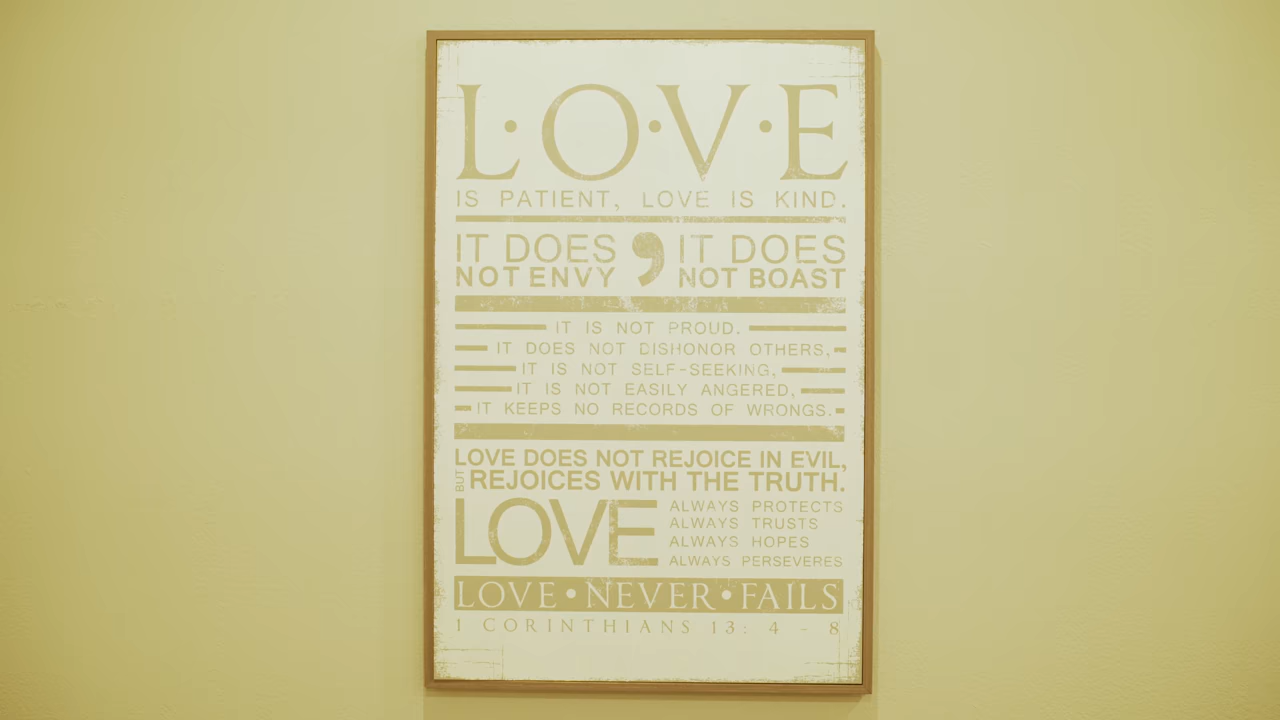 L·O·V·E
IS PATIENT, LOVE IS KIND.
IT DOES NOT ENVY, IT DOES NOT BOAST
IT IS NOT PROUD.
IT DOES NOT DISHONOR OTHERS,
IT IS NOT SELF-SEEKING,
IT IS NOT EASILY ANGERED,
IT KEEPS NO RECORDS OF WRONGS.
LOVE DOES NOT REJOICE IN EVIL,
BUT REJOICES WITH THE TRUTH.
LOVE
ALWAYS PROTECTS
ALWAYS TRUSTS
ALWAYS HOPES
ALWAYS PERSEVERES
LOVE•NEVER•FAILS
1 CORINTHIANS 13: 4 - 8